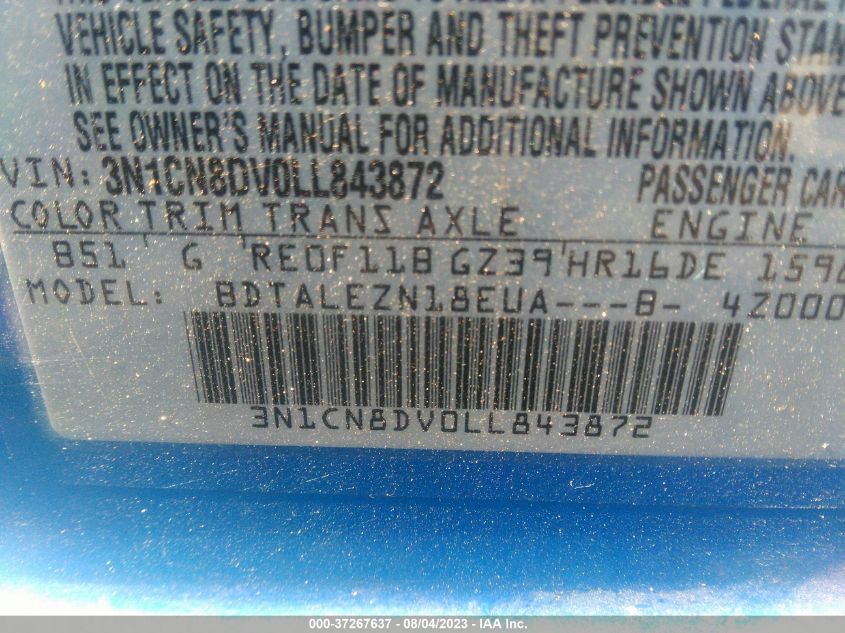 VEHICLE SAFETY, BUMPER AND THEFT PREVENTION STAN
IN EFFECT ON THE DATE OF MANUFACTURE SHOWN ABOVE
SEE OWNER'S MANUAL FOR ADDITIONAL INFORMATION.
VIN: 3N1CN8DV0LL843872 PASSENGER CAR
COLOR TRIM TRANS AXLE ENGINE
B51 G RE0F11B GZ39 HR16DE 159
MODEL: BDTALEZN18EUA---B- 4Z000
3N1CN8DV0LL843872
000-37267637 - 08/04/2023 - IAA Inc.